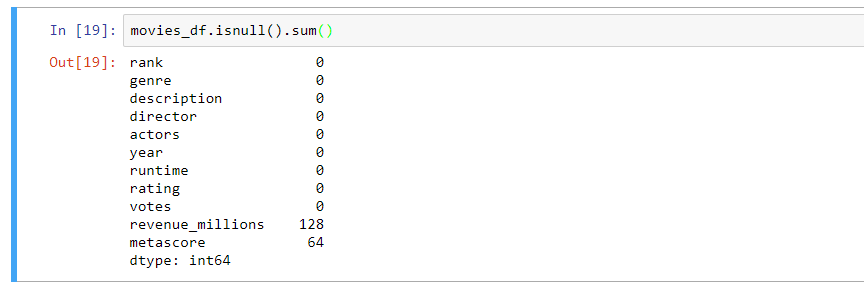 In [19]: movies_df.isnull().sum()
Out[19]: rank 0
genre 0
description 0
director 0
actors 0
year 0
runtime 0
rating 0
votes 0
revenue_millions 128
metascore 64
dtype: int64